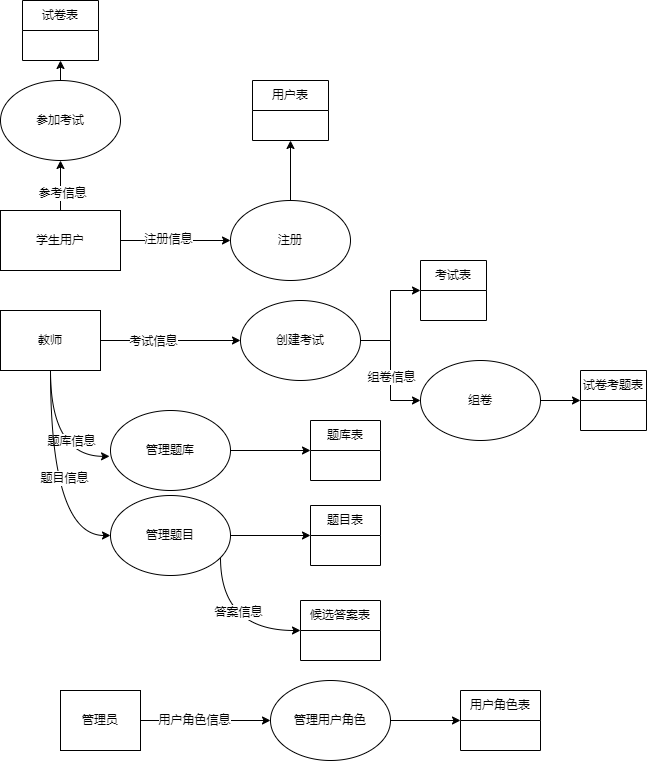 试卷表
参加考试
用户表
参考信息
学生用户
注册信息
注册
考试表
教师
考试信息
创建考试
组卷信息
组卷
试卷考题表
题库信息
管理题库
题库表
题目信息
管理题目
题目表
答案信息
候选答案表
管理员
用户角色信息
管理用户角色
用户角色表